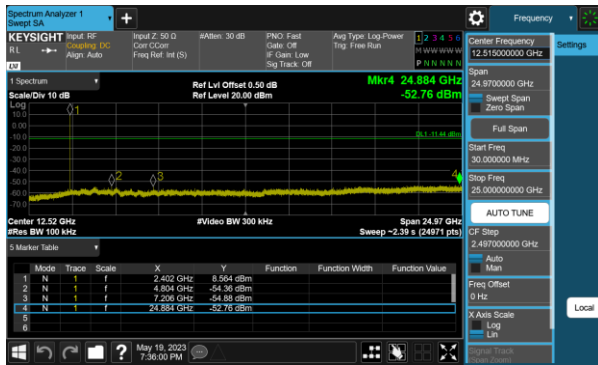 Spectrum Analyzer 1
Swept SA
Frequency
KEYSIGHT
Input: RF
Input Z: 50 Ω
#Atten: 30 dB
PNO: Fast
Avg Type: Log-Power
1 2 3 4 5 6
R L
Coupling: DC
Corr CCorr
Gate: Off
Trig: Free Run
M W W W W W
Align: Auto
Freq Ref: Int (S)
IF Gain: Low
P N N N N N
LXI
Sig Track: Off
Center Frequency
12.515000000 GHz
Settings
Span
24.9700000 GHz
Swept Span
Zero Span
Full Span
Start Freq
30.000000 MHz
Stop Freq
25.00000000 GHz
AUTO TUNE
CF Step
2.497000000 GHz
Auto
Man
Freq Offset
0 Hz
X Axis Scale
Log
Lin
Signal Track
(Span Zoom)
Local
1 Spectrum
Scale/Div 10 dB
Ref Lvl Offset 0.50 dB
Ref Level 20.00 dBm
Mkr4 24.884 GHz
-52.76 dBm
Log
10.0
0.00
-10.0
-20.0
-30.0
-40.0
-50.0
-60.0
-70.0
1
2
3
4
DL1 -11.44 dBm
Center 12.52 GHz
#Video BW 300 kHz
Span 24.97 GHz
#Res BW 100 kHz
Sweep ~2.39 s (24971 pts)
5 Marker Table
Mode Trace Scale X Y Function Function Width Function Value
1 N 1 f 2.402 GHz 8.564 dBm
2 N 1 f 4.804 GHz -54.36 dBm
3 N 1 f 7.206 GHz -54.88 dBm
4 N 1 f 24.884 GHz -52.76 dBm
5
6
?
May 19, 2023
7:36:00 PM